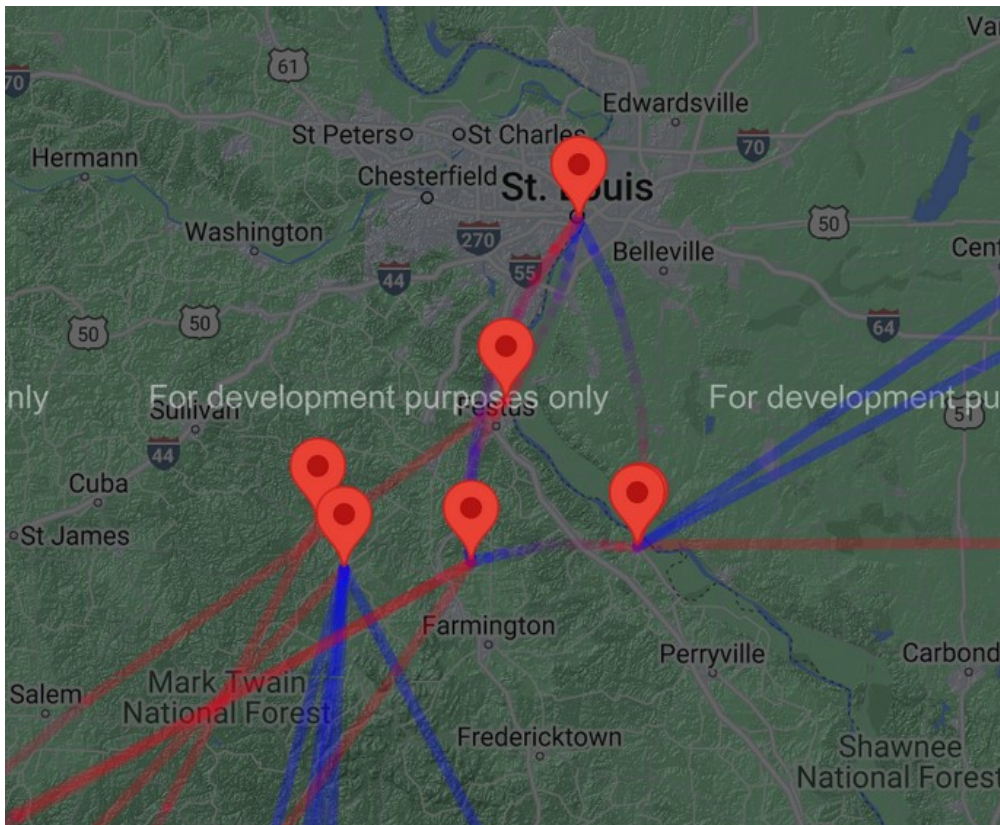 Va
61
70
Edwardsville
St Peters
St Charles
70
Hermann
Chesterfield
St. Louis
50
Washington
270
Belleville
Cent
44
55
50
50
64
nly
For development purposes only
For development pu
Sullivan
Festus
51
44
Cuba
St James
Farmington
Perryville
Carbond
Salem
Mark Twain
National Forest
Fredericktown
Shawnee
National Forest